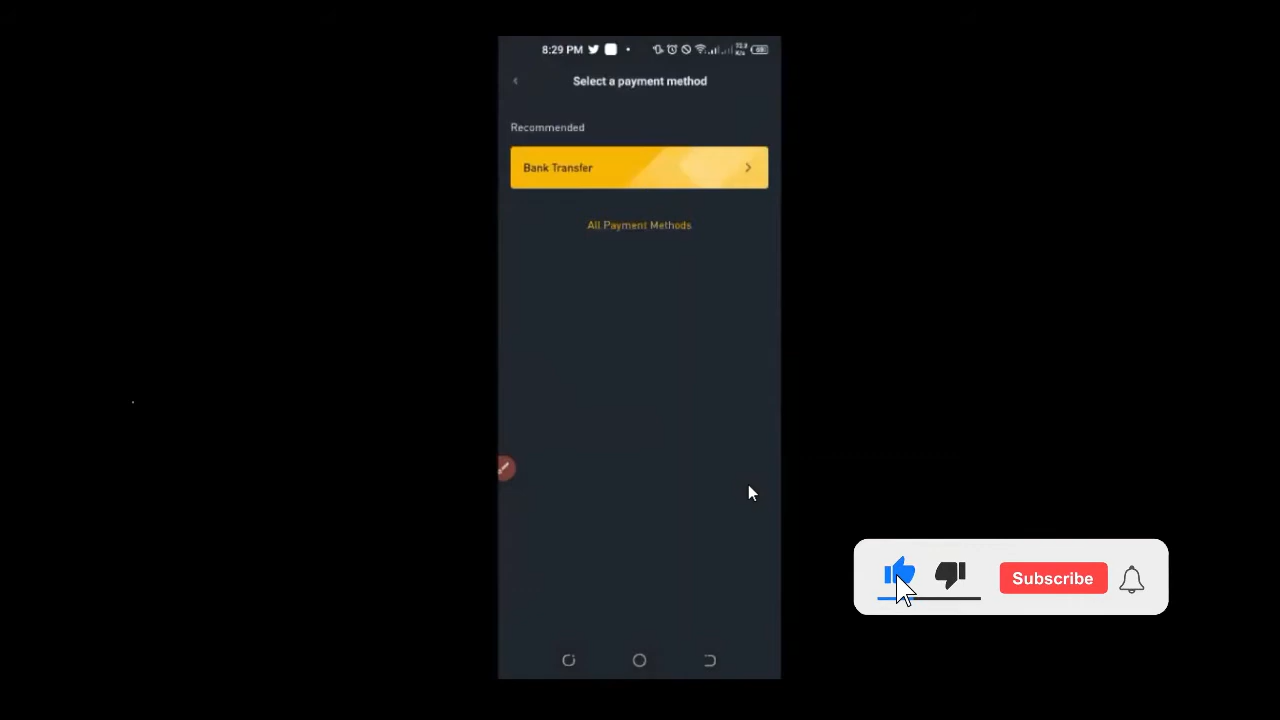 8:29 PM
Select a payment method
Recommended
Bank Transfer
All Payment Methods
Subscribe